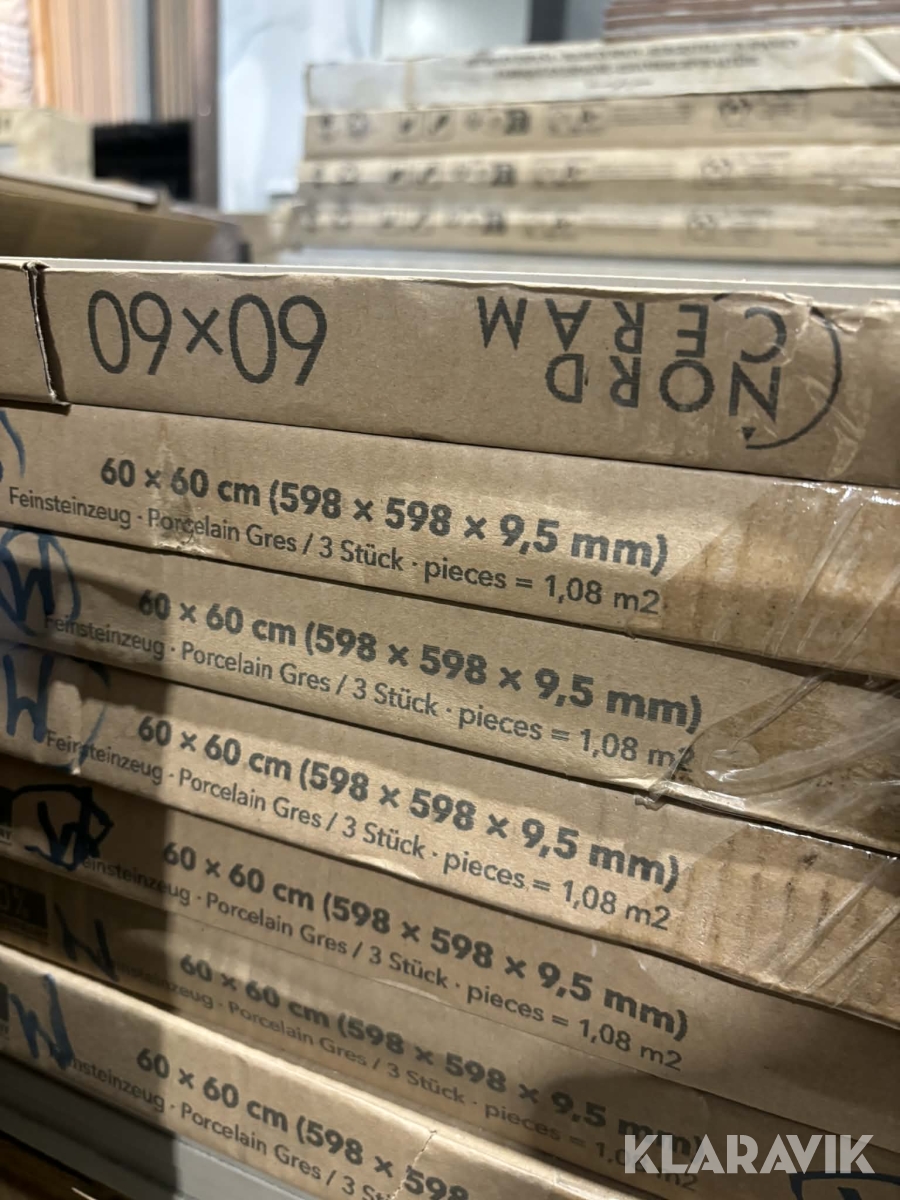 60×60
NORD
CERAM
60 × 60 cm (598 × 598 × 9,5 mm)
Feinsteinzeug · Porcelain Gres / 3 Stück · pieces = 1,08 m2
60 × 60 cm (598 × 598 × 9,5 mm)
Feinsteinzeug · Porcelain Gres / 3 Stück · pieces = 1,08 m2
60 × 60 cm (598 × 598 × 9,5 mm)
Feinsteinzeug · Porcelain Gres / 3 Stück · pieces = 1,08 m2
60 × 60 cm (598 × 598 × 9,5 mm)
Feinsteinzeug · Porcelain Gres / 3 Stück · pieces = 1,08 m2
60 × 60 cm (598 × 598 × 9,5 mm)
Porcelain Gres / 3 Stück · pieces =
60 × 60 cm (598 × 598
Porcelain Gres / 3
KLARAVIK